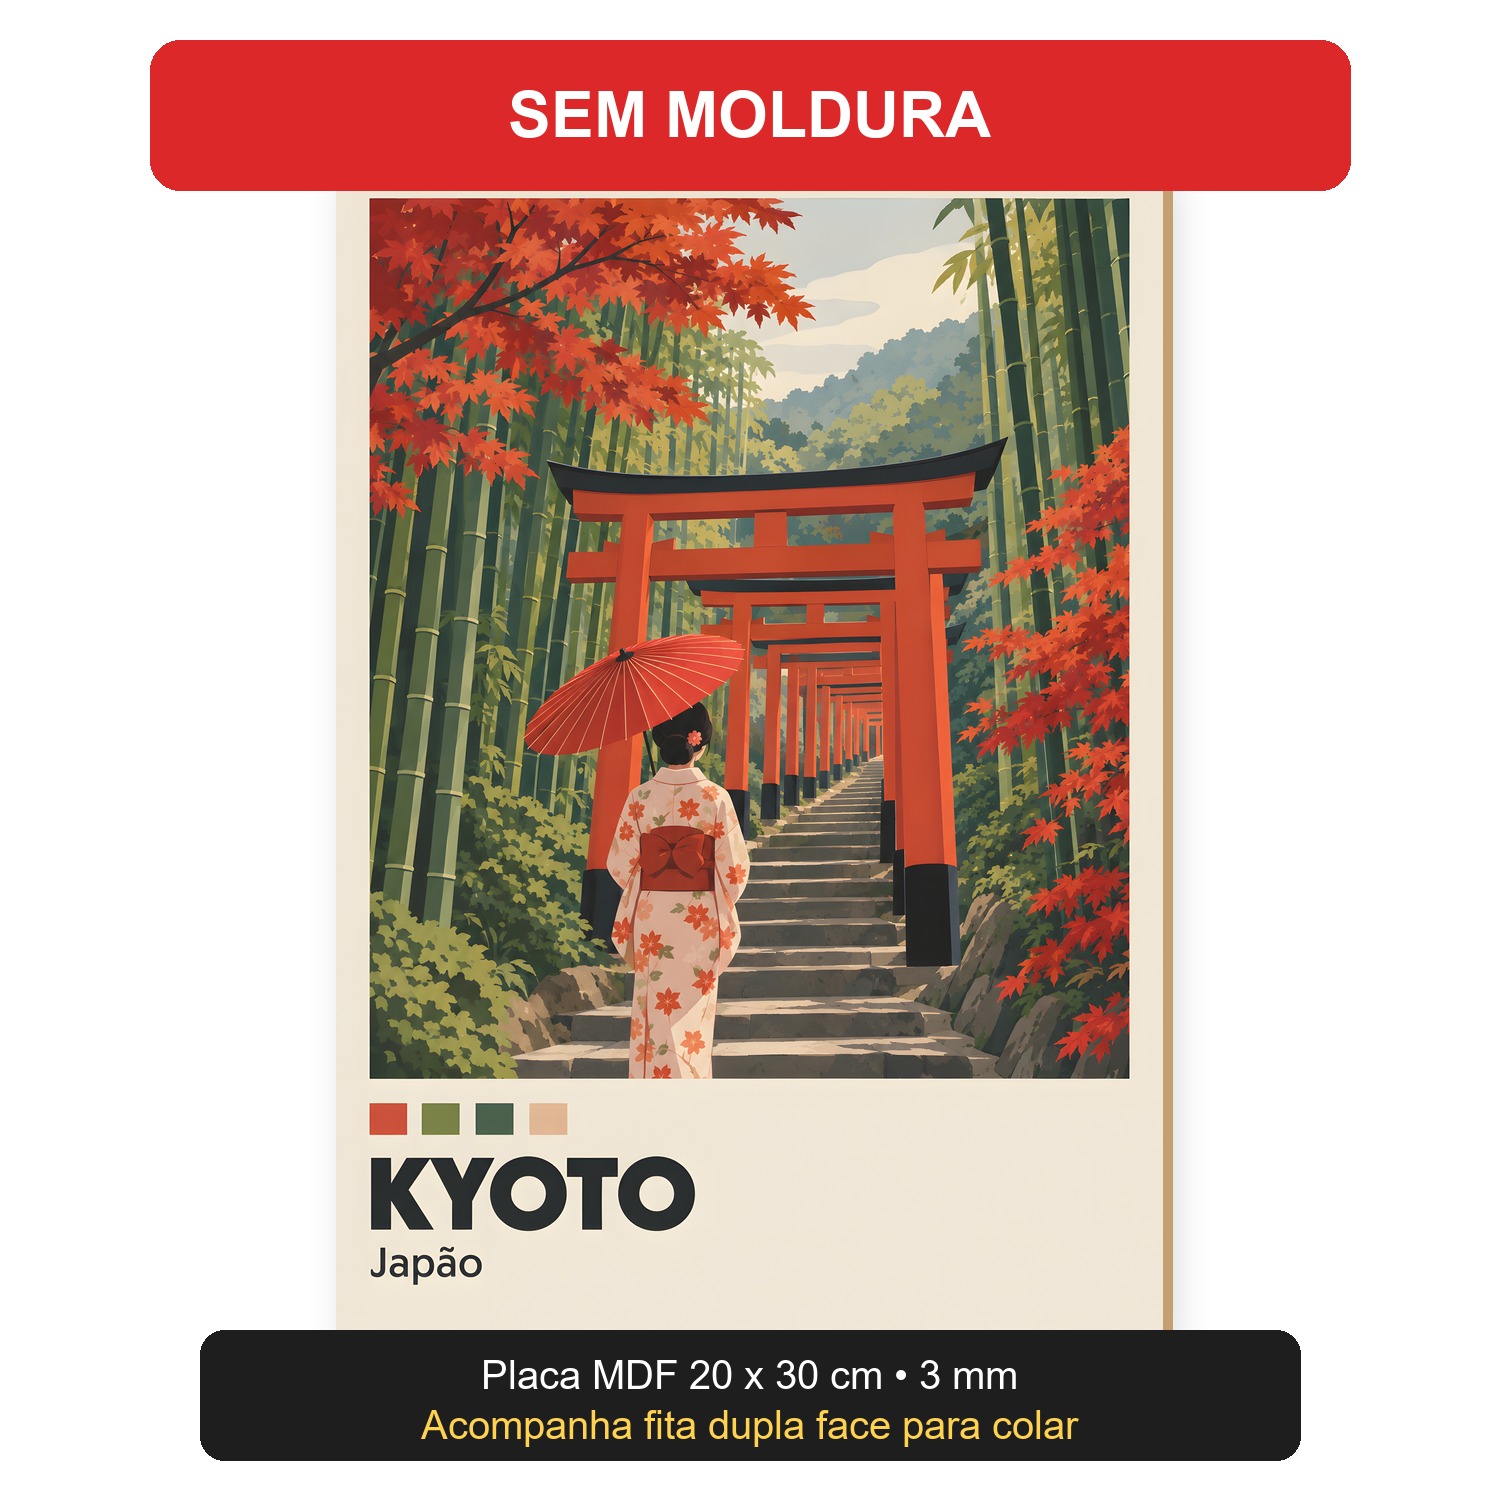 SEM MOLDURA
KYOTO
Japão
Placa MDF 20 x 30 cm • 3 mm
Acompanha fita dupla face para colar